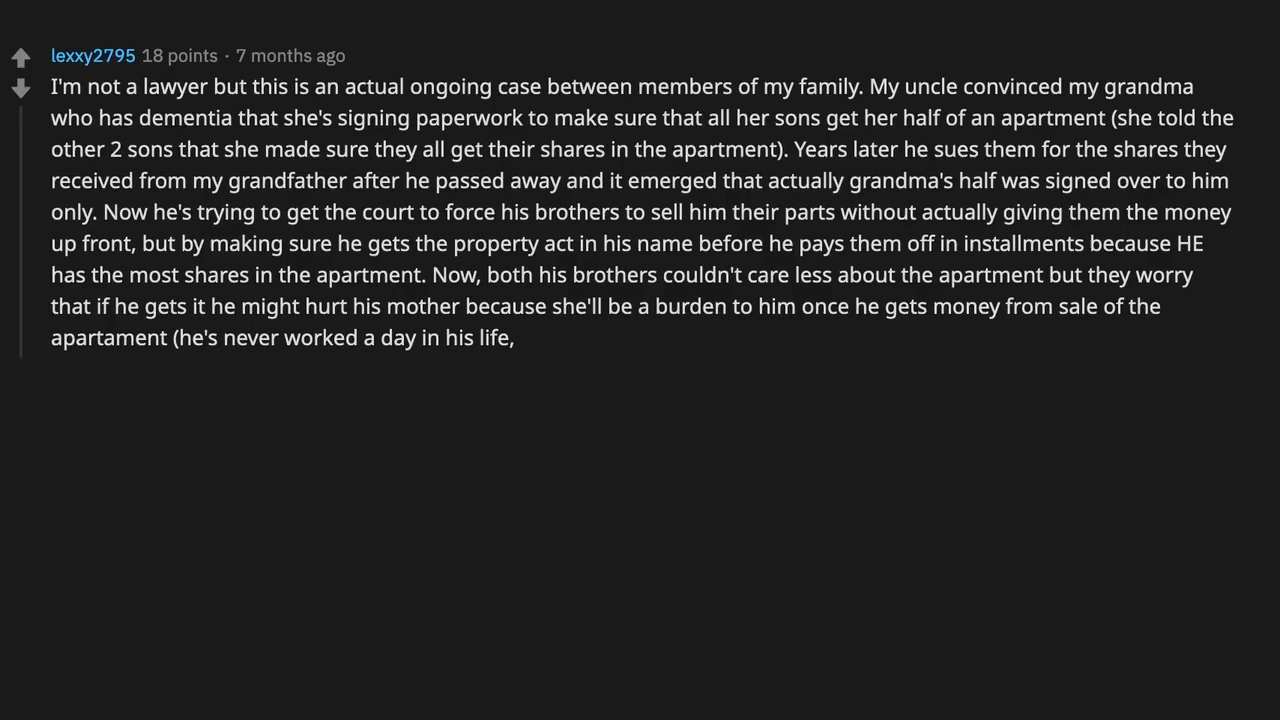 lexxy2795 18 points · 7 months ago
I'm not a lawyer but this is an actual ongoing case between members of my family. My uncle convinced my grandma
who has dementia that she's signing paperwork to make sure that all her sons get her half of an apartment (she told the
other 2 sons that she made sure they all get their shares in the apartment). Years later he sues them for the shares they
received from my grandfather after he passed away and it emerged that actually grandma's half was signed over to him
only. Now he's trying to get the court to force his brothers to sell him their parts without actually giving them the money
up front, but by making sure he gets the property act in his name before he pays them off in installments because HE
has the most shares in the apartment. Now, both his brothers couldn't care less about the apartment but they worry
that if he gets it he might hurt his mother because she'll be a burden to him once he gets money from sale of the
apartament (he's never worked a day in his life,